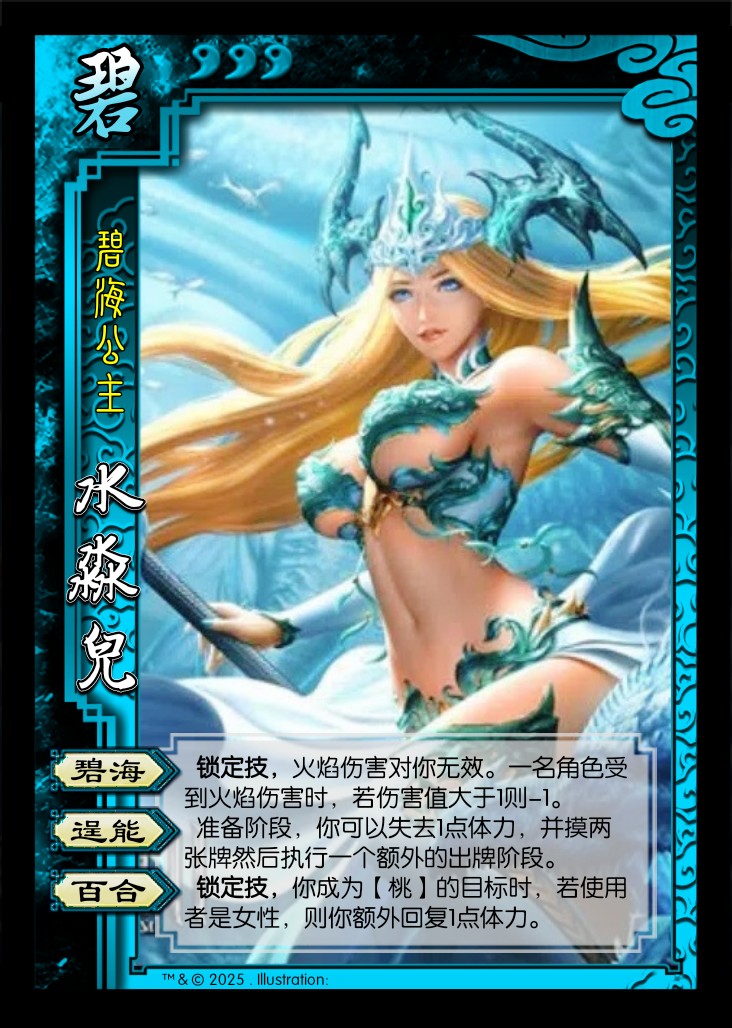 碧
碧海公主
水淼兒
碧海
锁定技，火焰伤害对你无效。一名角色受
到火焰伤害时，若伤害值大于1则-1。
逞能
准备阶段，你可以失去1点体力，并摸两
张牌然后执行一个额外的出牌阶段。
百合
锁定技，你成为【桃】的目标时，若使用
者是女性，则你额外回复1点体力。
™&© 2025 . Illustration: